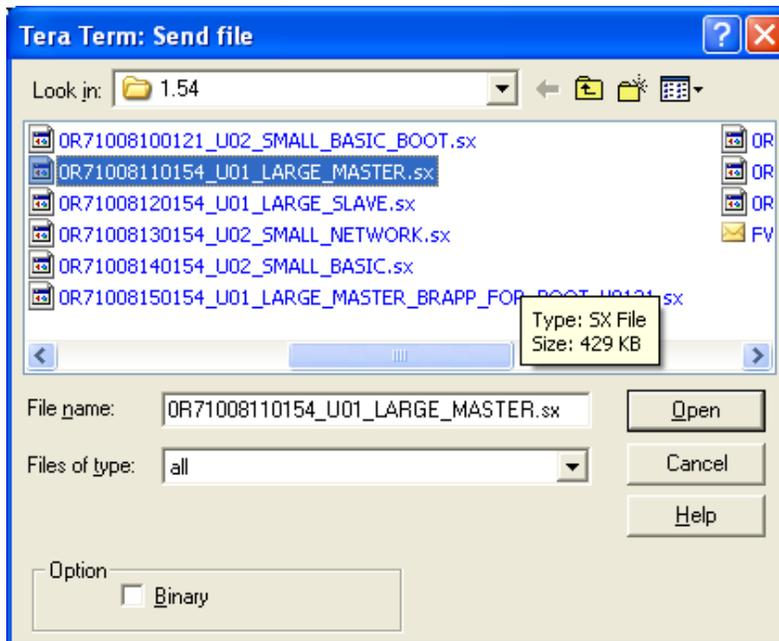 Tera Term: Send file
Look in: 1.54
0R71008100121_U02_SMALL_BASIC_BOOT.sx
0R
0R71008110154_U01_LARGE_MASTER.sx
0R
0R71008120154_U01_LARGE_SLAVE.sx
0R
0R71008130154_U02_SMALL_NETWORK.sx
FV
0R71008140154_U02_SMALL_BASIC.sx
0R71008150154_U01_LARGE_MASTER_BRAPP_FOR_ .sx
Type: SX File
Size: 429 KB
File name: 0R71008110154_U01_LARGE_MASTER.sx
Open
Files of type: all
Cancel
Help
Option
Binary